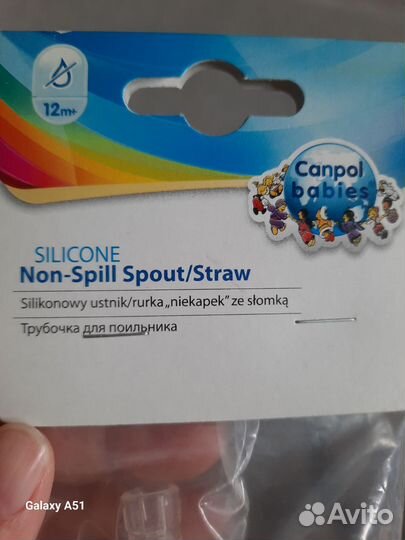 12m+
Canpol
babies
SILICONE
Non-Spill Spout/Straw
Silikonowy ustnik/rurka „niekapek” ze słomką
Трубочка для поильника
Galaxy A51
Avito